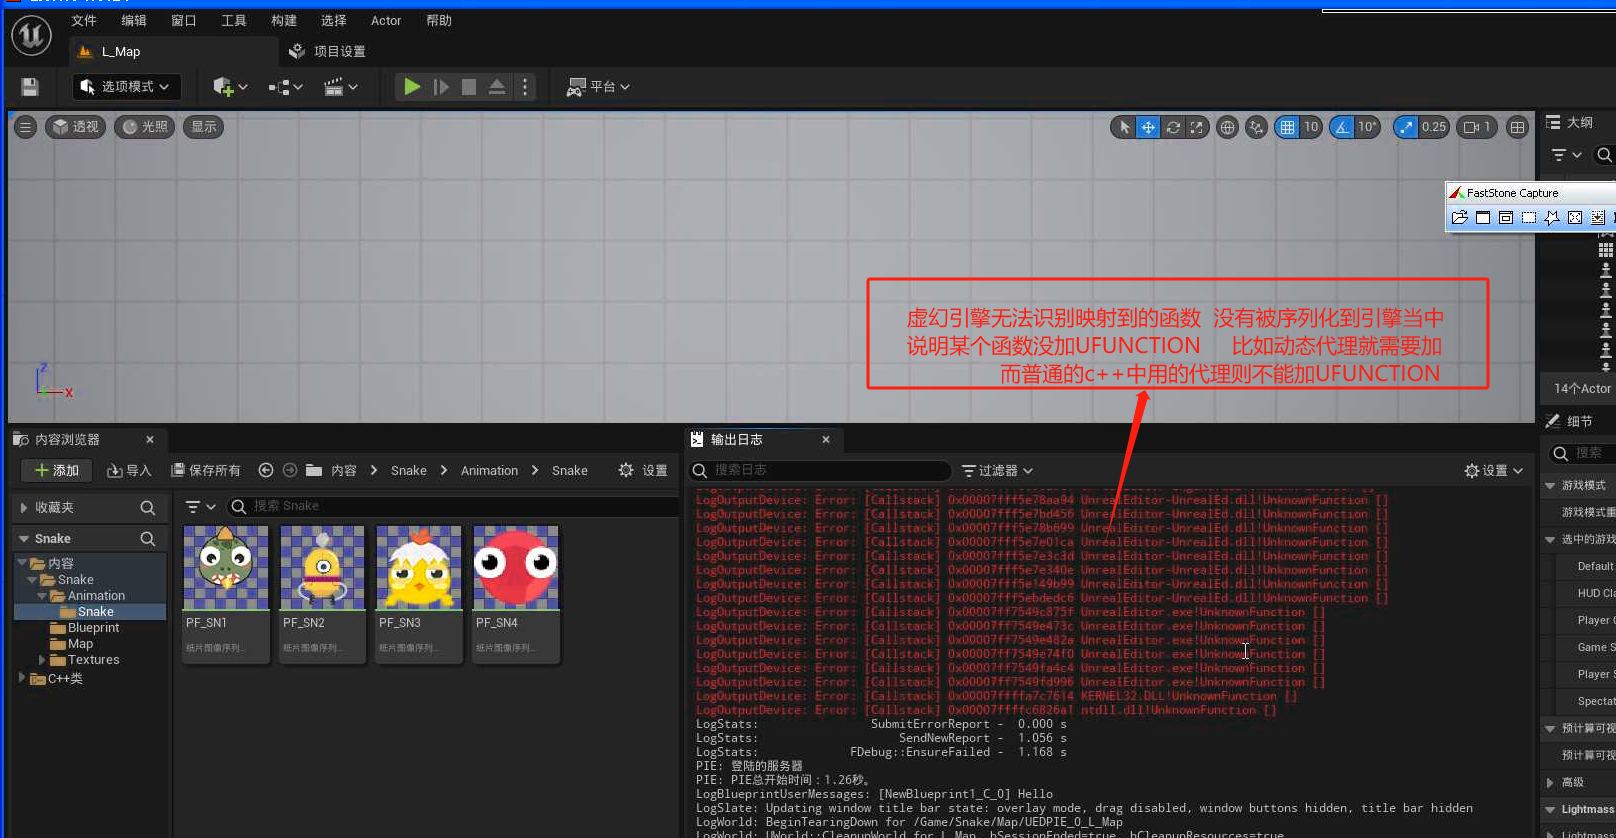 文件 编辑 窗口 工具 构建 选择 Actor 帮助
L_Map
项目设置
选项模式
平台
透视 光照 显示
10 10° 0.25 1
大纲
FastStone Capture
虚幻引擎无法识别映射到的函数 没有被序列化到引擎当中
说明某个函数没加UFUNCTION 比如动态代理就需要加
而普通的c++中用的代理则不能加UFUNCTION
Z
X
14个Actor
细节
搜索
内容浏览器
添加 导入 保存所有 内容 Snake Animation Snake 设置
收藏夹
搜索 Snake
Snake
内容
Snake
Animation
Snake
Blueprint
Map
Textures
C++类
PF_SN1 PF_SN2 PF_SN3 PF_SN4
纸片图像序列... 纸片图像序列... 纸片图像序列... 纸片图像序列...
输出日志
搜索日志 过滤器 设置
LogOutputDevice: Error: [Callstack] 0x00007fff5e78aa94 UnrealEditor-UnrealEd.dll!UnknownFunction []
LogOutputDevice: Error: [Callstack] 0x00007fff5e7bd456 UnrealEditor-UnrealEd.dll!UnknownFunction []
LogOutputDevice: Error: [Callstack] 0x00007fff5e78b699 UnrealEditor-UnrealEd.dll!UnknownFunction []
LogOutputDevice: Error: [Callstack] 0x00007fff5e7e01ca UnrealEditor-UnrealEd.dll!UnknownFunction []
LogOutputDevice: Error: [Callstack] 0x00007fff5e7e3c3d UnrealEditor-UnrealEd.dll!UnknownFunction []
LogOutputDevice: Error: [Callstack] 0x00007fff5e7e340e UnrealEditor-UnrealEd.dll!UnknownFunction []
LogOutputDevice: Error: [Callstack] 0x00007fff5e149b99 UnrealEditor-UnrealEd.dll!UnknownFunction []
LogOutputDevice: Error: [Callstack] 0x00007fff5ebdedc6 UnrealEditor-UnrealEd.dll!UnknownFunction []
LogOutputDevice: Error: [Callstack] 0x00007ff7549c875f UnrealEditor.exe!UnknownFunction []
LogOutputDevice: Error: [Callstack] 0x00007ff7549e473c UnrealEditor.exe!UnknownFunction []
LogOutputDevice: Error: [Callstack] 0x00007ff7549e482a UnrealEditor.exe!UnknownFunction []
LogOutputDevice: Error: [Callstack] 0x00007ff7549e74f0 UnrealEditor.exe!UnknownFunction []
LogOutputDevice: Error: [Callstack] 0x00007ff7549fa4c4 UnrealEditor.exe!UnknownFunction []
LogOutputDevice: Error: [Callstack] 0x00007ff7549fd996 UnrealEditor.exe!UnknownFunction []
LogOutputDevice: Error: [Callstack] 0x00007ffffa7c7614 KERNEL32.DLL!UnknownFunction []
LogOutputDevice: Error: [Callstack] 0x00007ffffc6826a1 ntdll.dll!UnknownFunction []
LogStats: SubmitErrorReport - 0.000 s
LogStats: SendNewReport - 1.056 s
LogStats: FDebug::EnsureFailed - 1.168 s
PIE: 登陆的服务器
PIE: PIE总开始时间：1.26秒。
LogBlueprintUserMessages: [NewBlueprint1_C_0] Hello
LogSlate: Updating window title bar state: overlay mode, drag disabled, window buttons hidden, title bar hidden
LogWorld: BeginTearingDown for /Game/Snake/Map/UEDPIE_0_L_Map
LogWorld: UWorld::CleanupWorld for L_Map, bSessionEnded=true, bCleanupResources=true
游戏模式
游戏模式重
选中的游戏
Default
HUD Cla
Player C
Game S
Player S
Spectat
预计算可视
预计算可视
高级
Lightmass
Lightmass